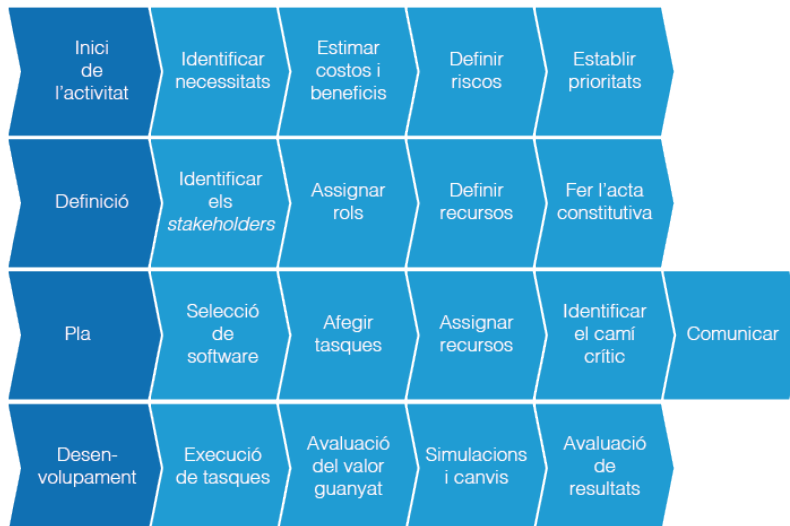 Inici
de
l'activitat
Identificar
necessitats
Estimar
costos i
beneficis
Definir
riscos
Establir
prioritats
Definició
Identificar
els
stakeholders
Assignar
rols
Definir
recursos
Fer l'acta
constitutiva
Pla
Selecció
de
software
Afegir
tasques
Assignar
recursos
Identificar
el camí
crític
Comunicar
Desen-
volupament
Execució
de tasques
Avaluació
del valor
guanyat
Simulacions
i canvis
Avaluació
de
resultats